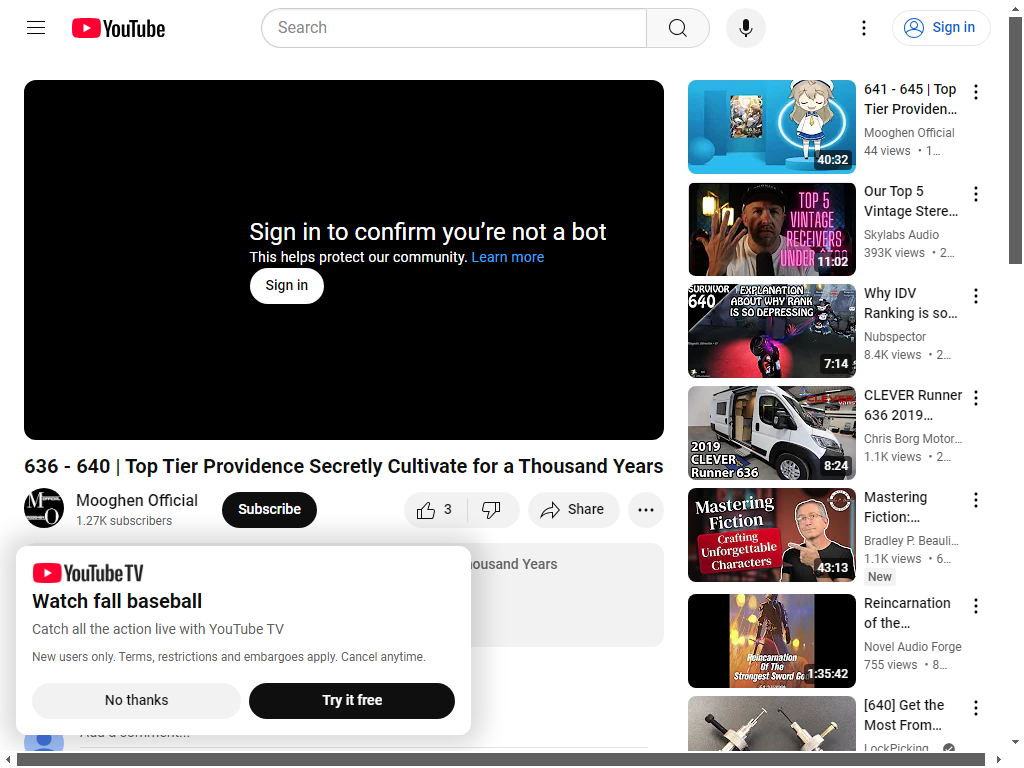 YouTube
Search
Sign in
Sign in to confirm you're not a bot
This helps protect our community. Learn more
Sign in
636 - 640 | Top Tier Providence Secretly Cultivate for a Thousand Years
Mooghen Official
1.27K subscribers
Subscribe
3
Share
housand Years
YouTube TV
Watch fall baseball
Catch all the action live with YouTube TV
New users only. Terms, restrictions and embargoes apply. Cancel anytime.
No thanks
Try it free
Add a comment...
40:32
641 - 645 | Top
Tier Providen...
Mooghen Official
44 views • 1...
TOP 5
VINTAGE
RECEIVERS
11:02
Our Top 5
Vintage Stere...
Skylabs Audio
393K views • 2...
SURVIVOR
640
EXPLANATION
ABOUT WHY RANK
IS SO DEPRESSING
7:14
Why IDV
Ranking is so...
Nubspector
8.4K views • 2...
2019
CLEVER
Runner 636
8:24
CLEVER Runner
636 2019...
Chris Borg Motor...
1.1K views • 2...
Mastering
Fiction
Crafting
Unforgettable
Characters
43:13
Mastering
Fiction:...
Bradley P. Beauli...
1.1K views • 6...
New
Reincarnation
Of The
Strongest Sword God
1:35:42
Reincarnation
of the...
Novel Audio Forge
755 views • 8...
[640] Get the
Most From...
LockPicking